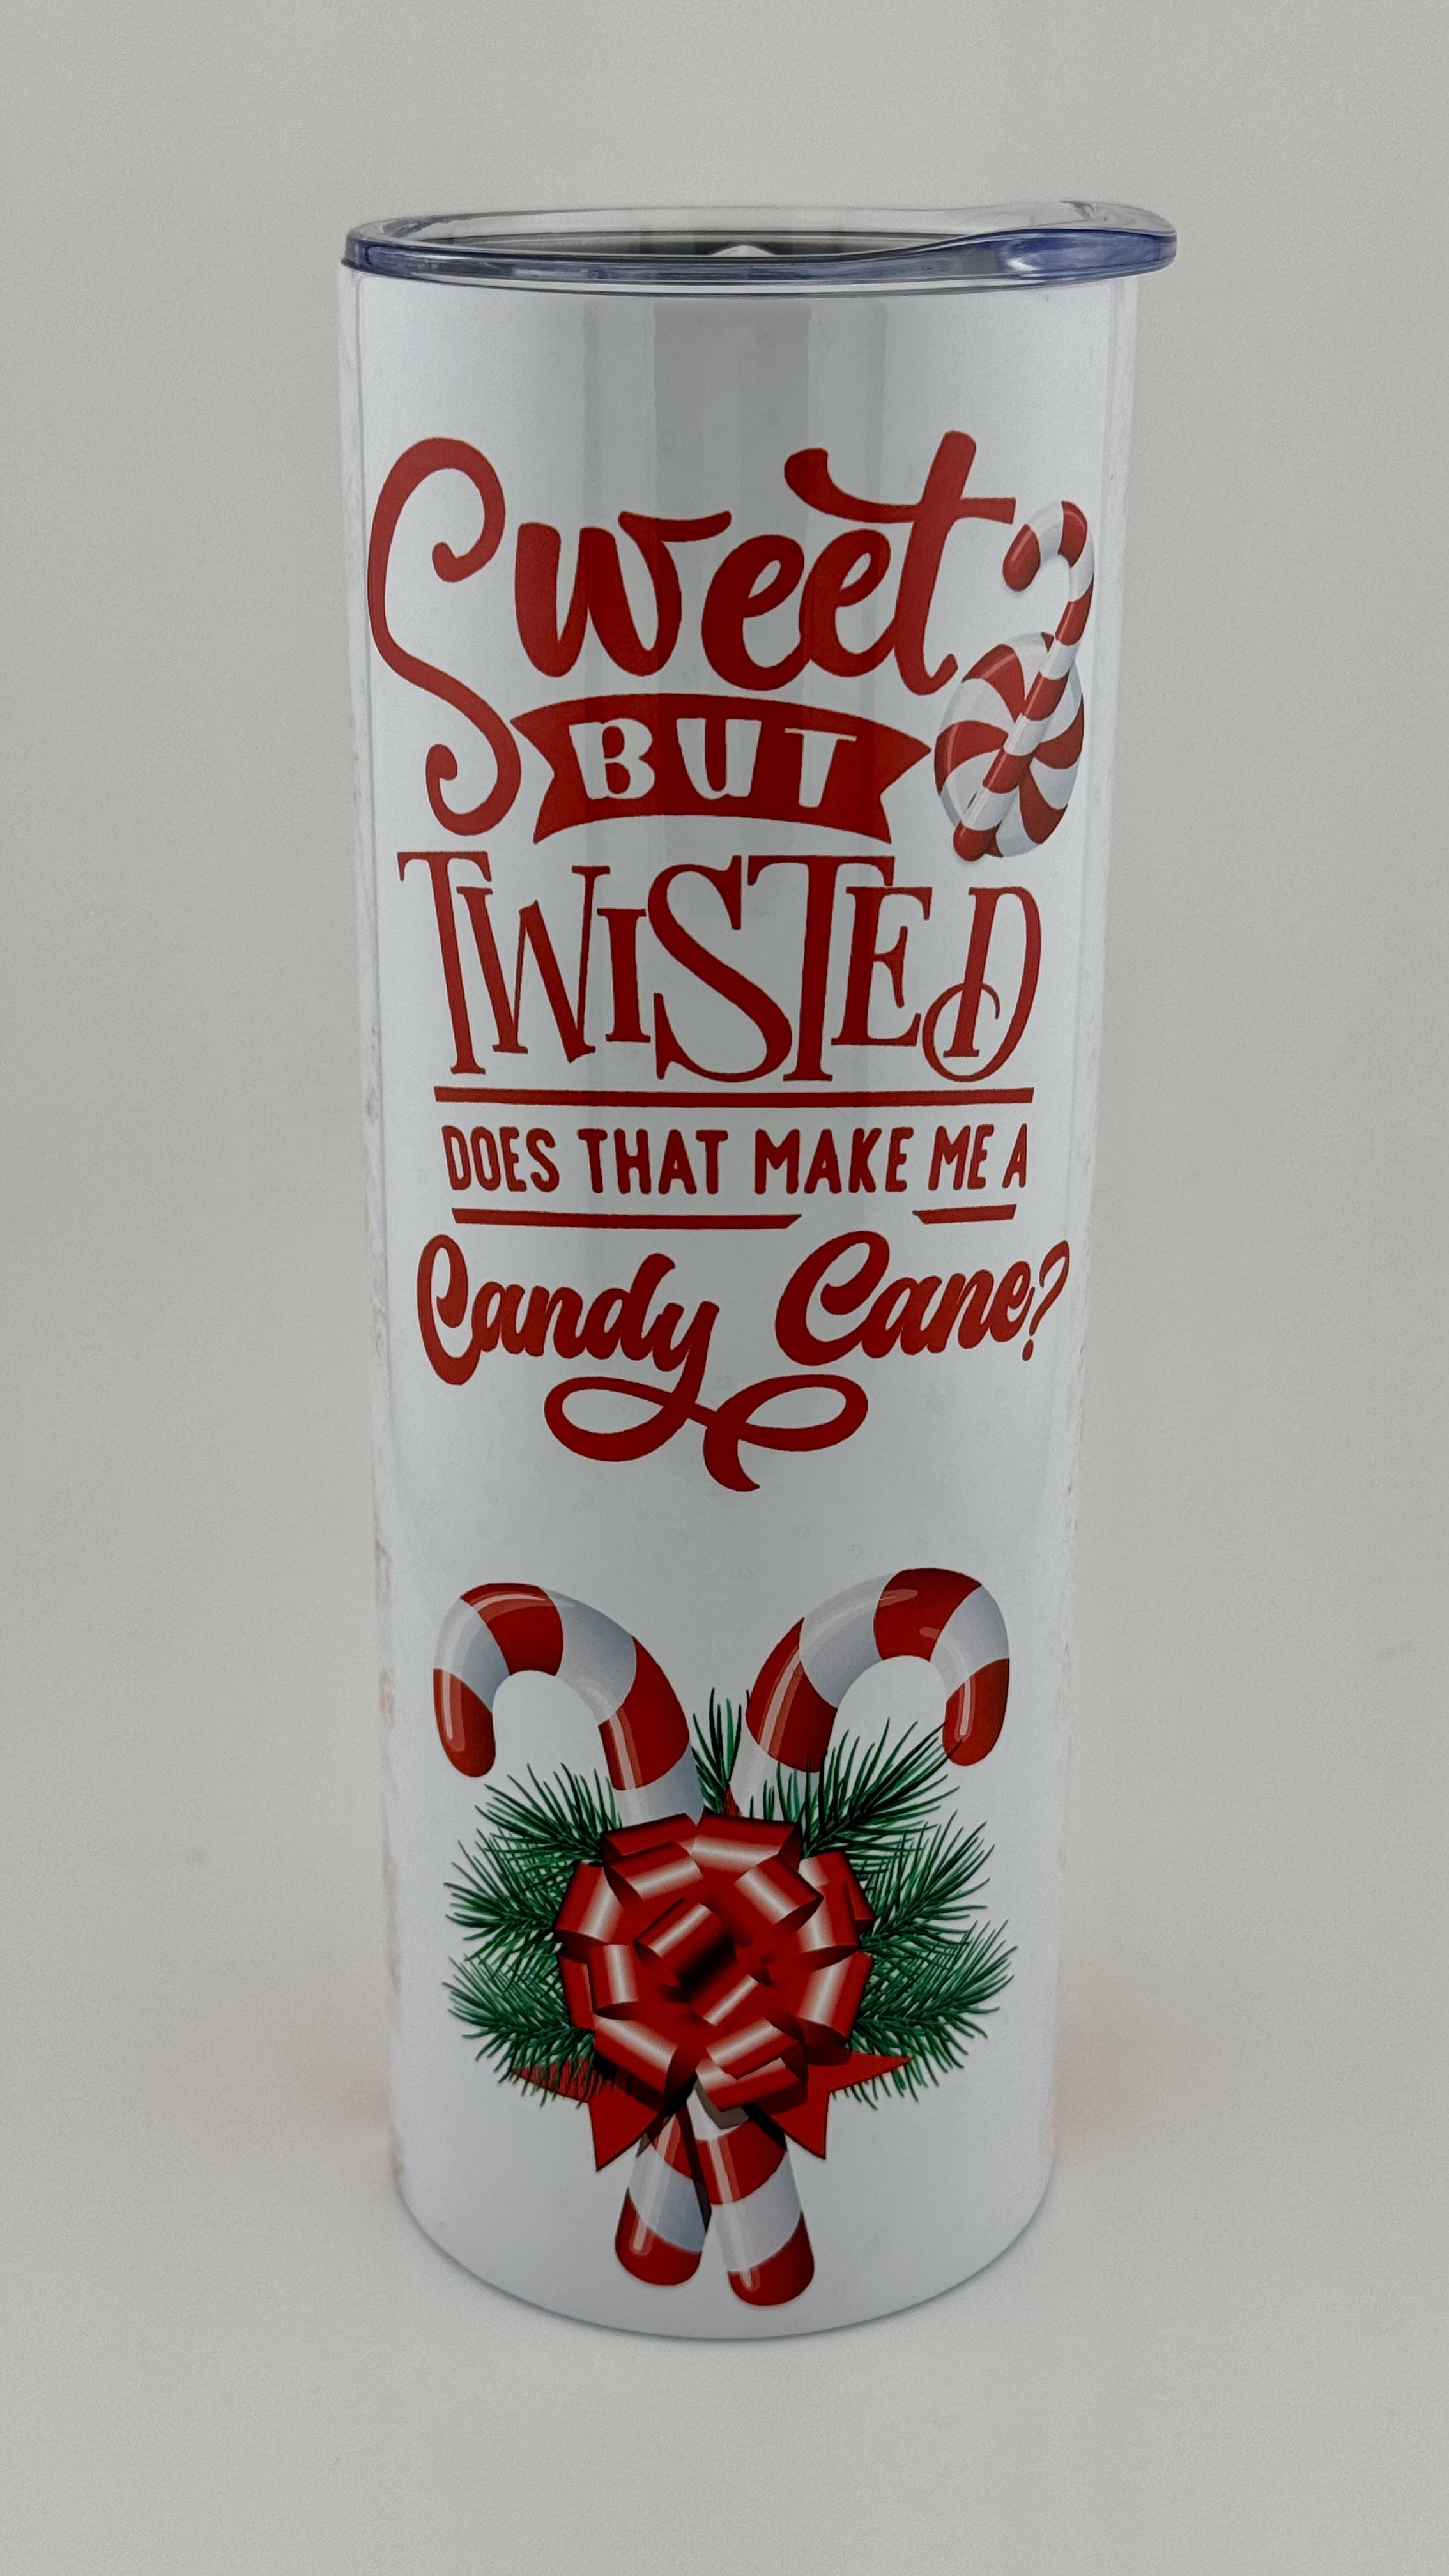 Sweet
BUT
TWISTED
DOES THAT MAKE ME A
Candy Cane?